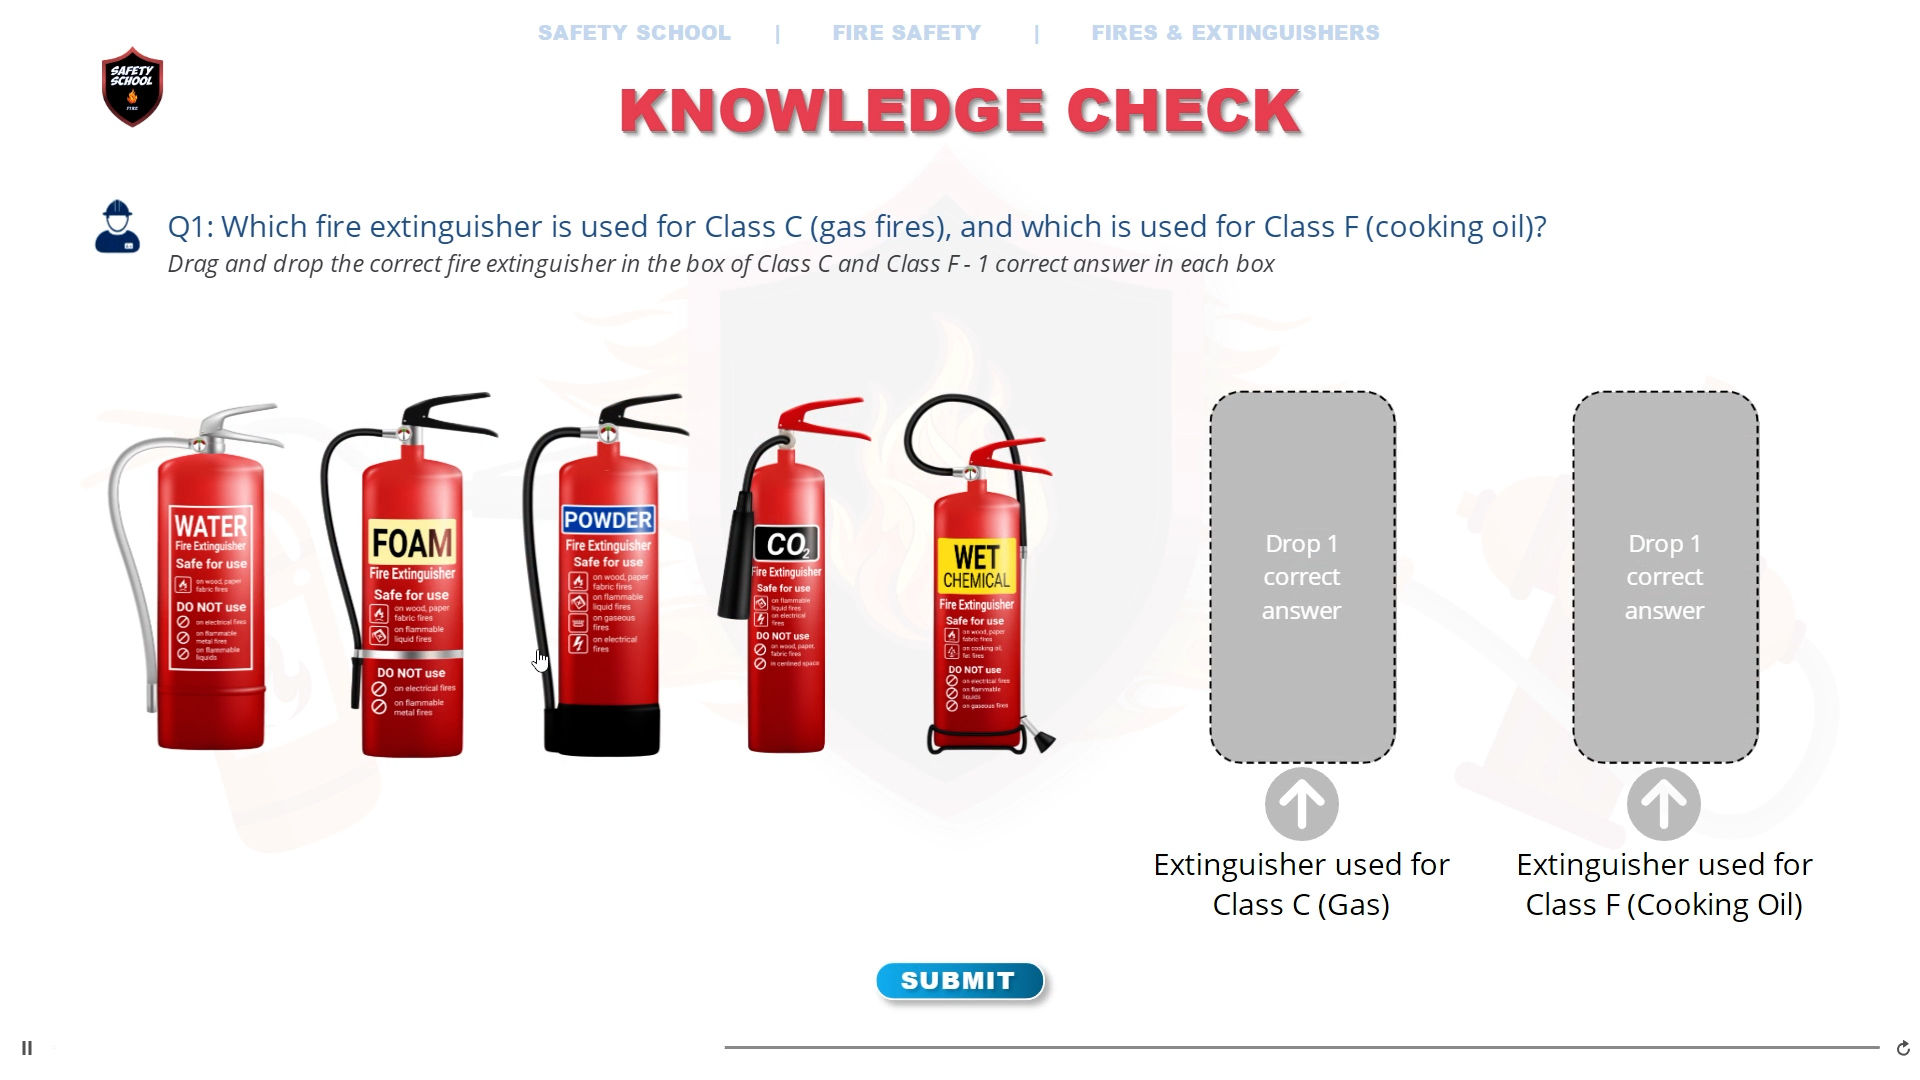 SAFETY SCHOOL | FIRE SAFETY | FIRES & EXTINGUISHERS
SAFETY
SCHOOL
FIRE
KNOWLEDGE CHECK
Q1: Which fire extinguisher is used for Class C (gas fires), and which is used for Class F (cooking oil)?
Drag and drop the correct fire extinguisher in the box of Class C and Class F - 1 correct answer in each box
WATER
Fire Extinguisher
Safe for use
on wood, paper
fabric fires
DO NOT use
on electrical fires
on flammable
metal fires
on flammable
liquids
FOAM
Fire Extinguisher
Safe for use
on wood, paper
fabric fires
on flammable
liquid fires
DO NOT use
on electrical fires
on flammable
metal fires
POWDER
Fire Extinguisher
Safe for use
on wood, paper
fabric fires
on flammable
liquid fires
on gaseous
fires
on electrical
fires
CO2
Fire Extinguisher
Safe for use
on flammable
liquid fires
on electrical
fires
DO NOT use
on wood, paper,
fabric fires
in centined space
WET
CHEMICAL
Fire Extinguisher
Safe for use
on wood, paper
fabric fires
on cooking oil,
fat fires
DO NOT use
on electrical fires
on flammable
liquids
on gaseous fires
Drop 1
correct
answer
Extinguisher used for
Class C (Gas)
Drop 1
correct
answer
Extinguisher used for
Class F (Cooking Oil)
SUBMIT